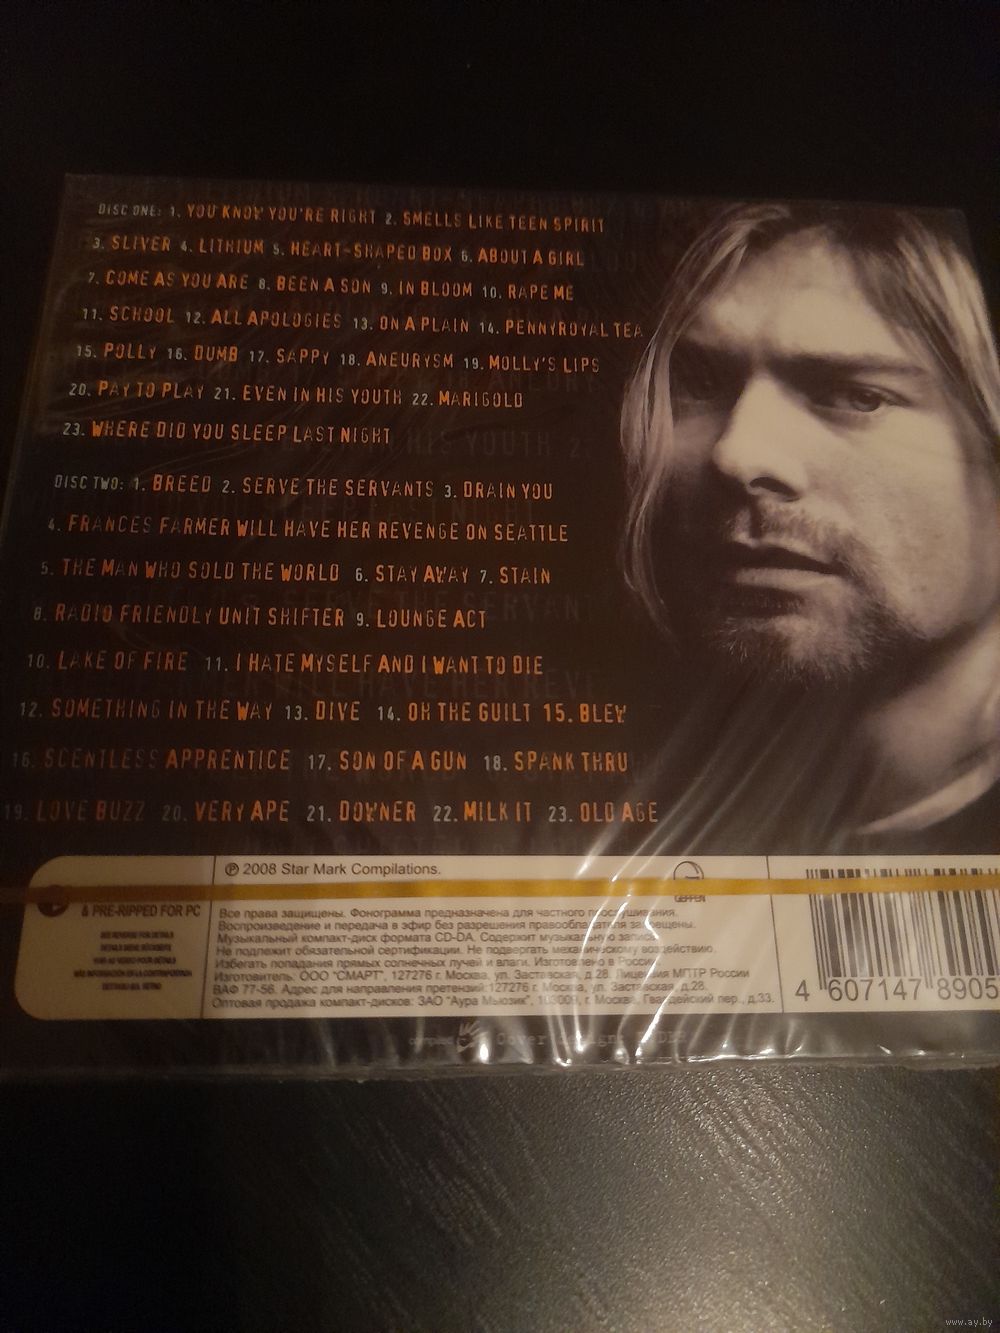 DISC ONE: 1. YOU KNOW YOU'RE RIGHT 2. SMELLS LIKE TEEN SPIRIT
3. SLIVER 4. LITHIUM 5. HEART-SHAPED BOX 6. ABOUT A GIRL
7. COME AS YOU ARE 8. BEEN A SON 9. IN BLOOM 10. RAPE ME
11. SCHOOL 12. ALL APOLOGIES 13. ON A PLAIN 14. PENNYROYAL TEA
15. POLLY 16. DUMB 17. SAPPY 18. ANEURYSM 19. MOLLY'S LIPS
20. PAY TO PLAY 21. EVEN IN HIS YOUTH 22. MARIGOLD
23. WHERE DID YOU SLEEP LAST NIGHT
DISC TWO: 1. BREED 2. SERVE THE SERVANTS 3. DRAIN YOU
4. FRANCES FARMER WILL HAVE HER REVENGE ON SEATTLE
5. THE MAN WHO SOLD THE WORLD 6. STAY AWAY 7. STAIN
8. RADIO FRIENDLY UNIT SHIFTER 9. LOUNGE ACT
10. LAKE OF FIRE 11. I HATE MYSELF AND I WANT TO DIE
12. SOMETHING IN THE WAY 13. DIVE 14. OH THE GUILT 15. BLEW
16. SCENTLESS APPRENTICE 17. SON OF A GUN 18. SPANK THRU
19. LOVE BUZZ 20. VERY APE 21. DOWNER 22. MILK IT 23. OLD AGE
℗ 2008 Star Mark Compilations.
GEFFEN
& PRE-RIPPED FOR PC
Все права защищены. Фонограмма предназначена для частного прослушивания.
Воспроизведение и передача в эфир без разрешения правообладателя запрещены.
Музыкальный компакт-диск формата CD-DA. Содержит музыкальную запись.
Не подлежит обязательной сертификации. Не подвергать механическому воздействию.
Избегать попадания прямых солнечных лучей и влаги. Изготовлено в России.
Изготовитель: ООО "СМАРТ", 127276 г. Москва, ул. Заставская, д.28. Лицензия МПТР России
ВАФ 77-56. Адрес для направления претензий: 127276 г. Москва, ул. Заставская, д.28.
Оптовая продажа компакт-дисков: ЗАО "Аура Мьюзик", 103009, г. Москва, Гвардейский пер., д.33.
4 607147 8905
compiled
Cover
www.ay.by